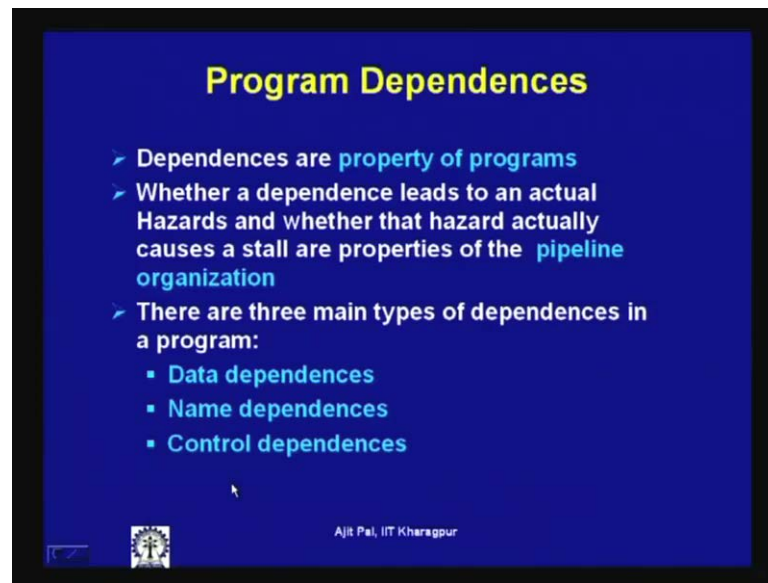 Program Dependences
➢ Dependences are property of programs
➢ Whether a dependence leads to an actual
Hazards and whether that hazard actually
causes a stall are properties of the pipeline
organization
➢ There are three main types of dependences in
a program:
▪ Data dependences
▪ Name dependences
▪ Control dependences
Ajit Pal, IIT Kharagpur